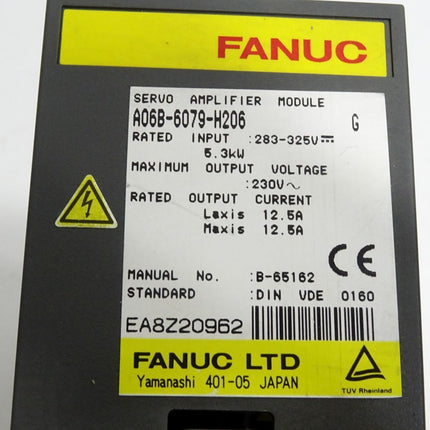 FANUC
SERVO AMPLIFIER MODULE
A06B-6079-H206 G
RATED INPUT :283-325V⎓
5.3kW
MAXIMUM OUTPUT VOLTAGE
:230V～
RATED OUTPUT CURRENT
Laxis 12.5A
Maxis 12.5A
CE
MANUAL No. :B-65162
STANDARD :DIN VDE 0160
EA8Z20962
FANUC LTD
Yamanashi 401-05 JAPAN
TUV Rheinland